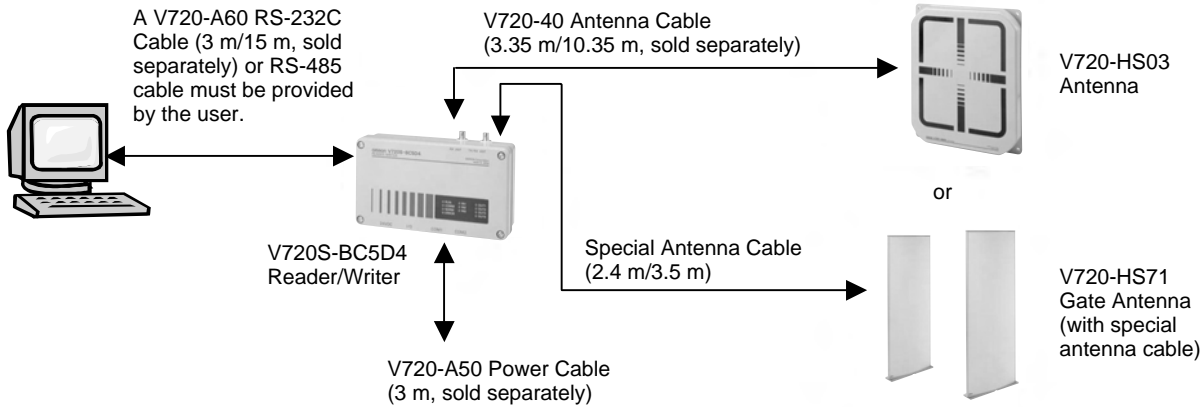 A V720-A60 RS-232C
Cable (3 m/15 m, sold
separately) or RS-485
cable must be provided
by the user.
V720-40 Antenna Cable
(3.35 m/10.35 m, sold separately)
V720-HS03
Antenna
or
V720S-BC5D4
Reader/Writer
Special Antenna Cable
(2.4 m/3.5 m)
V720-HS71
Gate Antenna
(with special
antenna cable)
V720-A50 Power Cable
(3 m, sold separately)